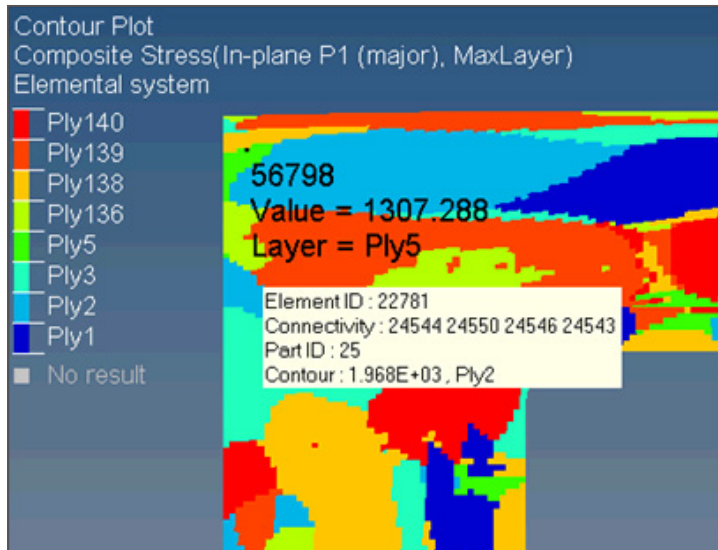 Contour Plot
Composite Stress(In-plane P1 (major), MaxLayer)
Elemental system
Ply140
Ply139
Ply138
Ply136
Ply5
Ply3
Ply2
Ply1
No result
56798
Value = 1307.288
Layer = Ply5
Element ID : 22781
Connectivity : 24544 24550 24546 24543
Part ID : 25
Contour : 1.968E+03 , Ply2